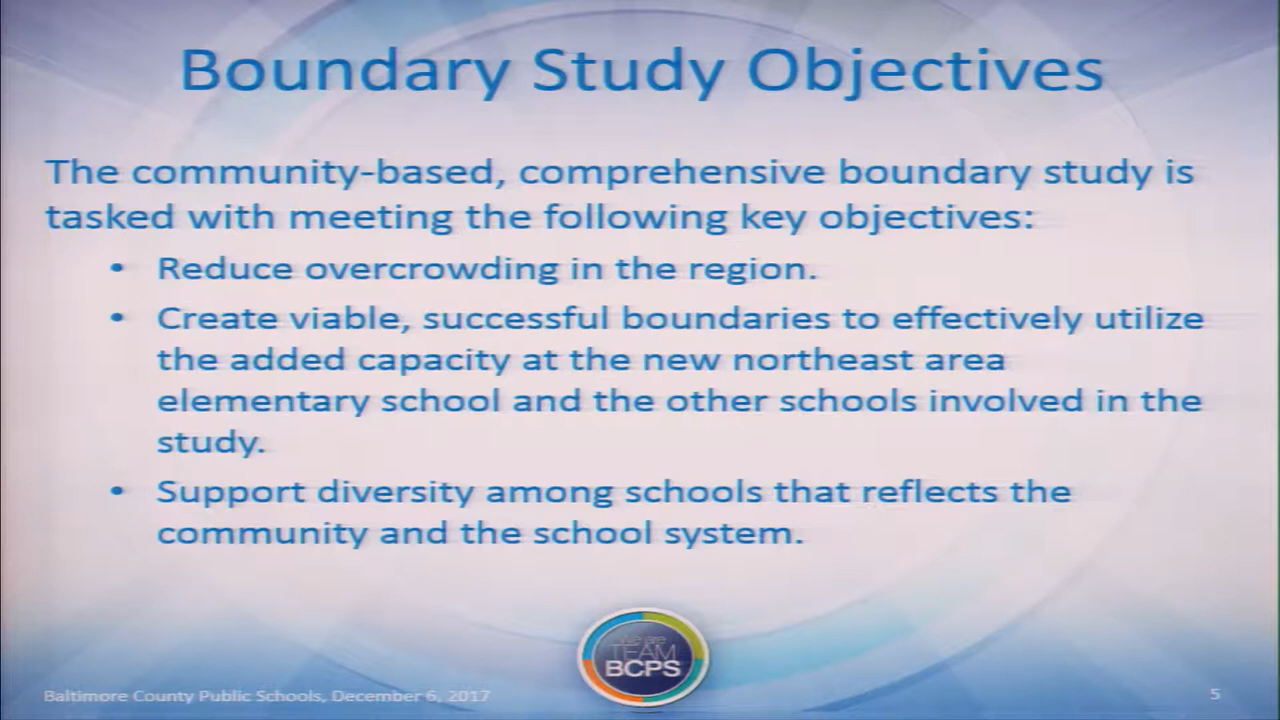 Boundary Study Objectives
The community-based, comprehensive boundary study is
tasked with meeting the following key objectives:
• Reduce overcrowding in the region.
• Create viable, successful boundaries to effectively utilize
the added capacity at the new northeast area
elementary school and the other schools involved in the
study.
• Support diversity among schools that reflects the
community and the school system.
We are
TEAM
BCPS
Baltimore County Public Schools, December 6, 2017
5